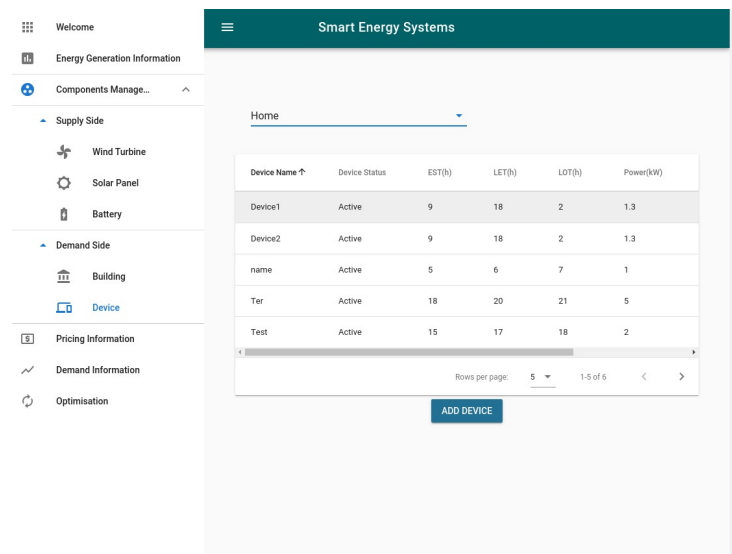 Welcome
Energy Generation Information
Components Manage...
Supply Side
Wind Turbine
Solar Panel
Battery
Demand Side
Building
Device
Pricing Information
Demand Information
Optimisation
Smart Energy Systems
Home
Device Name Device Status EST(h) LET(h) LOT(h) Power(kW)
Device1 Active 9 18 2 1.3
Device2 Active 9 18 2 1.3
name Active 5 6 7 1
Ter Active 18 20 21 5
Test Active 15 17 18 2
Rows per page: 5 1-5 of 6
ADD DEVICE